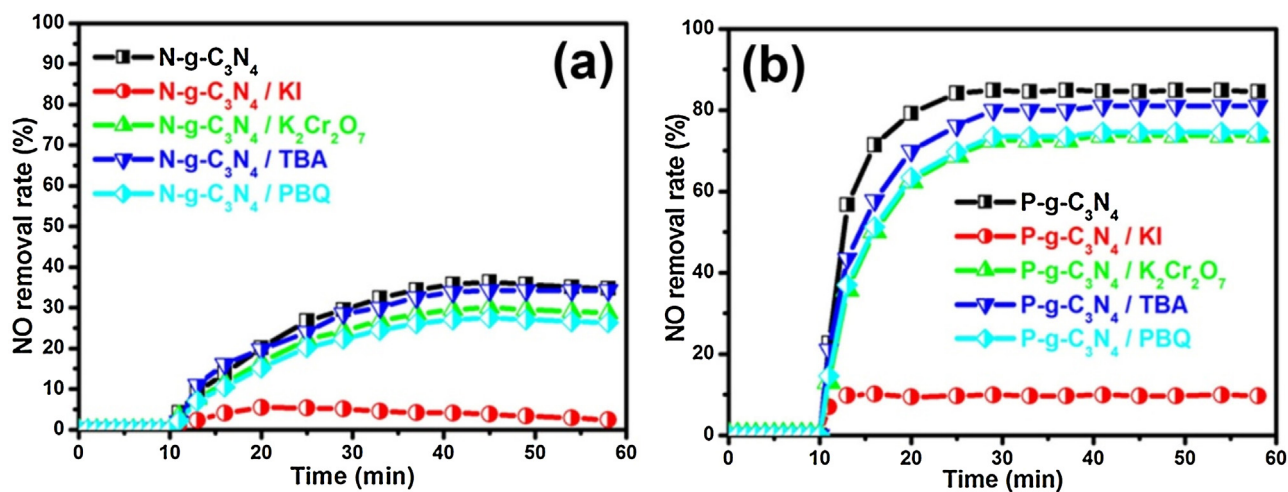 (a)
NO removal rate (%)
100
90
80
70
60
50
40
30
20
10
0
N-g-C₃N₄
N-g-C₃N₄ / KI
N-g-C₃N₄ / K₂Cr₂O₇
N-g-C₃N₄ / TBA
N-g-C₃N₄ / PBQ
0 10 20 30 40 50 60
Time (min)
(b)
NO removal rate (%)
100
80
60
40
20
0
P-g-C₃N₄
P-g-C₃N₄ / KI
P-g-C₃N₄ / K₂Cr₂O₇
P-g-C₃N₄ / TBA
P-g-C₃N₄ / PBQ
0 10 20 30 40 50 60
Time (min)